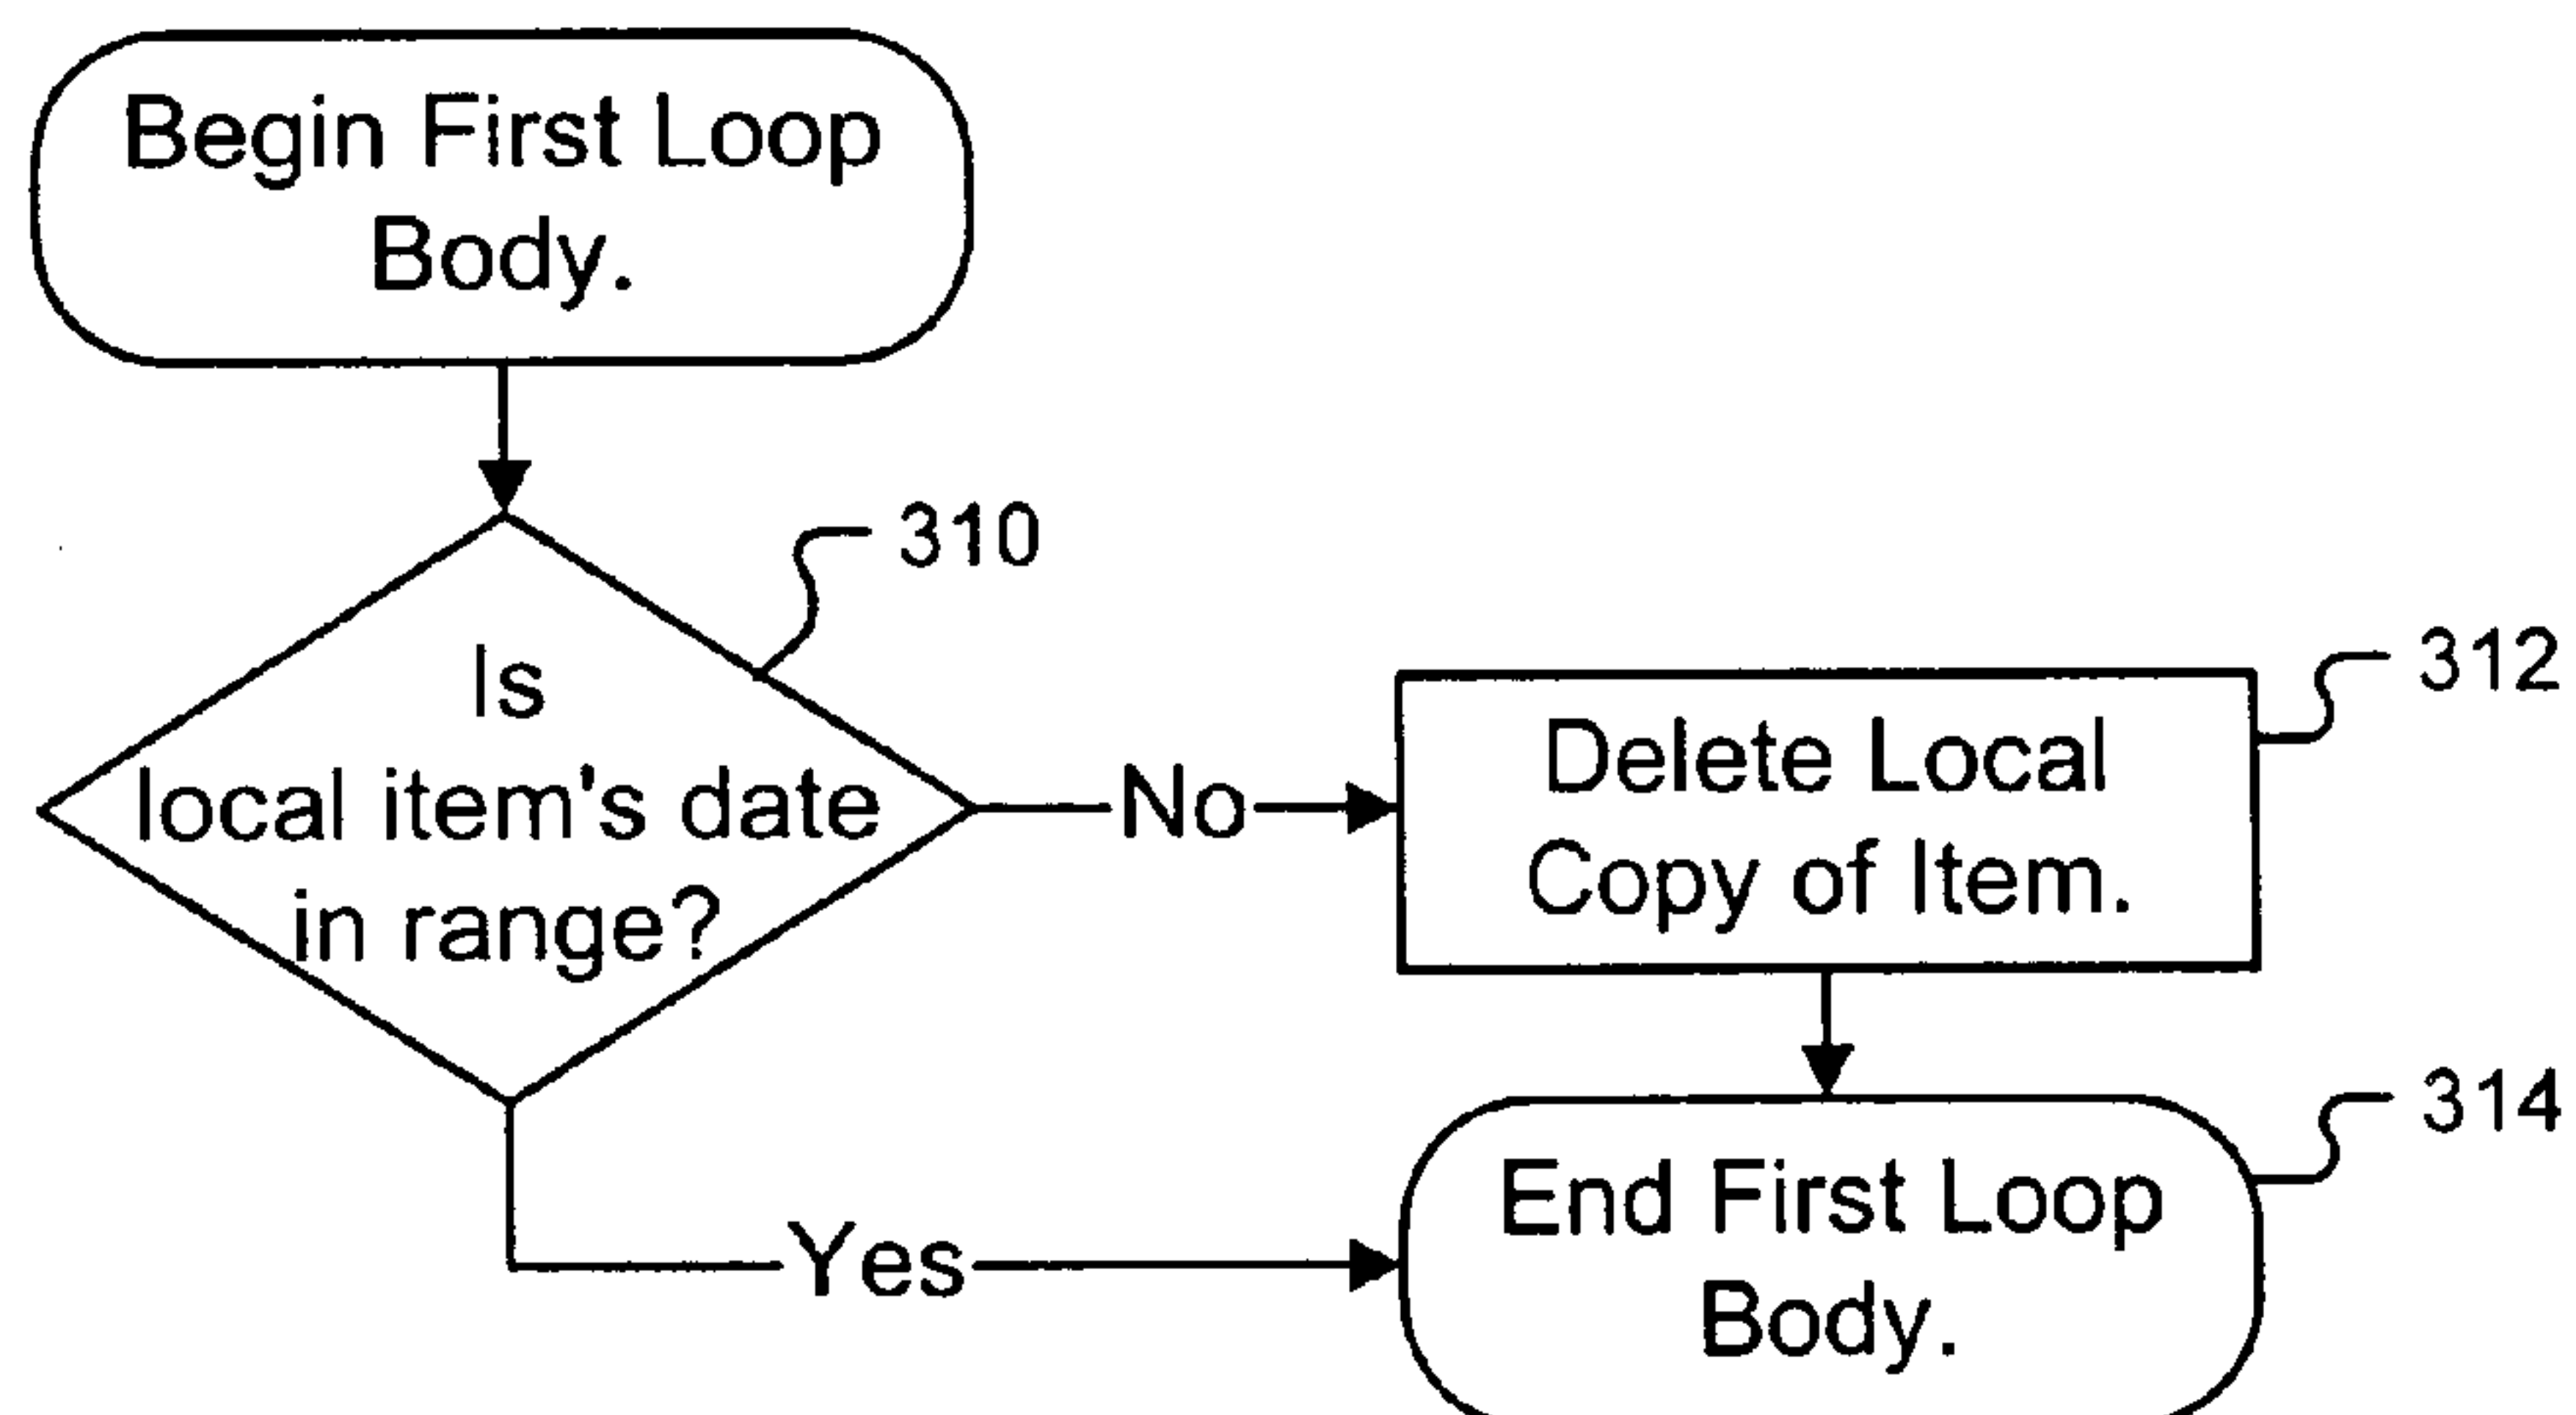 Begin First Loop
Body.
310
Is
local item's date
in range?
No
312
Delete Local
Copy of Item.
314
End First Loop
Body.
Yes